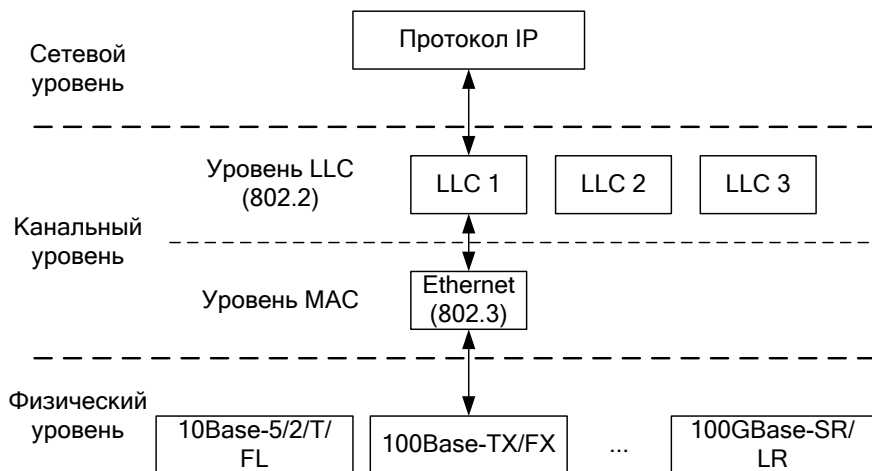 Протокол IP
Сетевой
уровень
Уровень LLC
(802.2)
LLC 1
LLC 2
LLC 3
Канальный
уровень
Уровень MAC
Ethernet
(802.3)
Физический
уровень
10Base-5/2/T/
FL
100Base-TX/FX
...
100GBase-SR/
LR